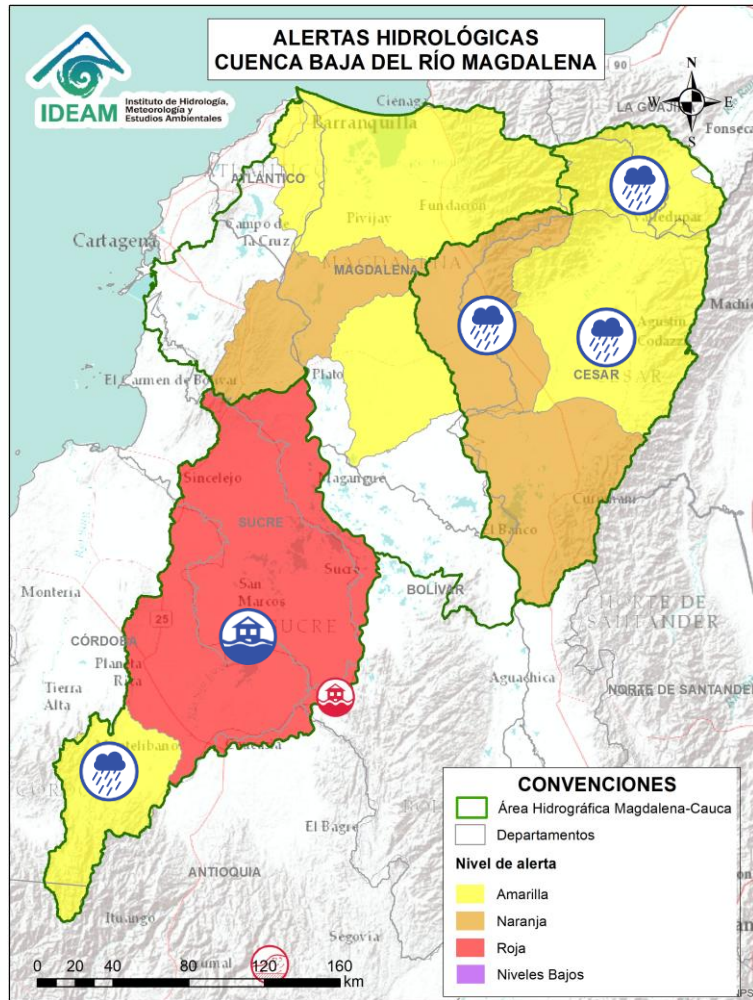 ALERTAS HIDROLÓGICAS
CUENCA BAJA DEL RÍO MAGDALENA
IDEAM
Instituto de Hidrología,
Meteorología y
Estudios Ambientales
90
N
W
E
S
LA GUAJI
Fonseca
Ciénaga
Barranquilla
ATLÁNTICO
Campo de
la Cruz
Pivijay
Fundación
Valledupar
Cartagena
MAGDALENA
Agustín
Codazzi
CESAR
El Carmen de Bolívar
Plato
Sincelejo
Magangue
SUCRE
El Banco
San
Marcos
Sucre
SUCRE
BOLÍVAR
Montería
25
CÓRDOBA
Planeta
Rica
Tierra
Alta
NORTE DE
SANTANDER
Aguachica
NORTE DE SANTANDER
El Bagre
ANTIOQUIA
Ituango
Segovia
CONVENCIONES
Área Hidrográfica Magdalena-Cauca
Departamentos
Nivel de alerta
Amarilla
Naranja
Roja
Niveles Bajos
0 20 40 80 120 160
km